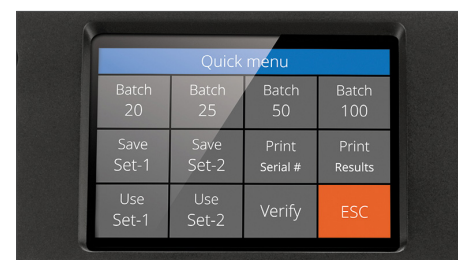 Quick menu
Batch Batch Batch Batch
20 25 50 100
Save Save Print Print
Set-1 Set-2 Serial # Results
Use Use Verify ESC
Set-1 Set-2